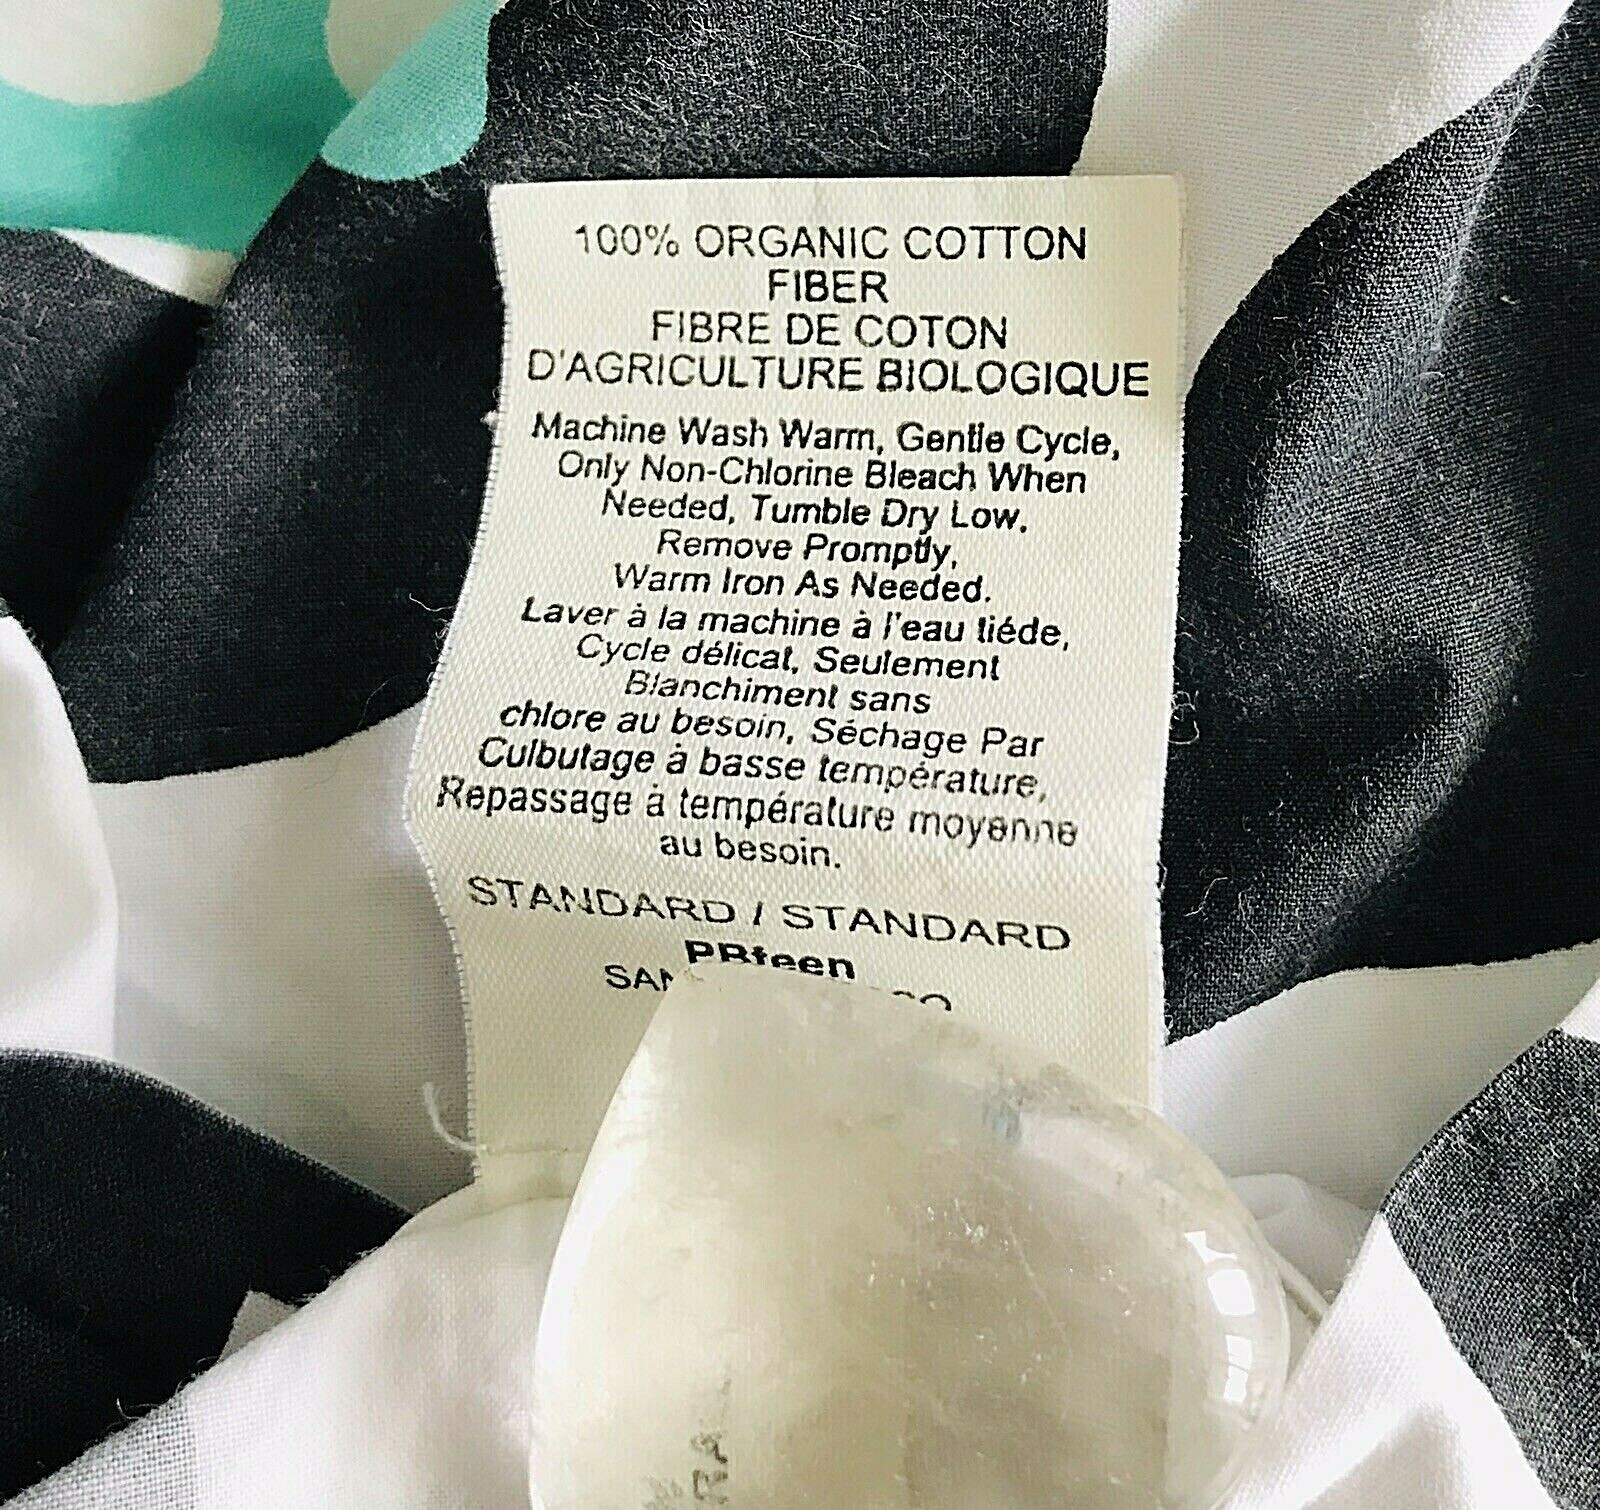 100% ORGANIC COTTON
FIBER
FIBRE DE COTON
D'AGRICULTURE BIOLOGIQUE
Machine Wash Warm, Gentle Cycle,
Only Non-Chlorine Bleach When
Needed, Tumble Dry Low.
Remove Promptly,
Warm Iron As Needed.
Laver à la machine à l'eau tiéde,
Cycle délicat, Seulement
Blanchiment sans
chlore au besoin, Séchage Par
Culbutage à basse température,
Repassage à température moyenne
au besoin.
STANDARD / STANDARD
PBteen